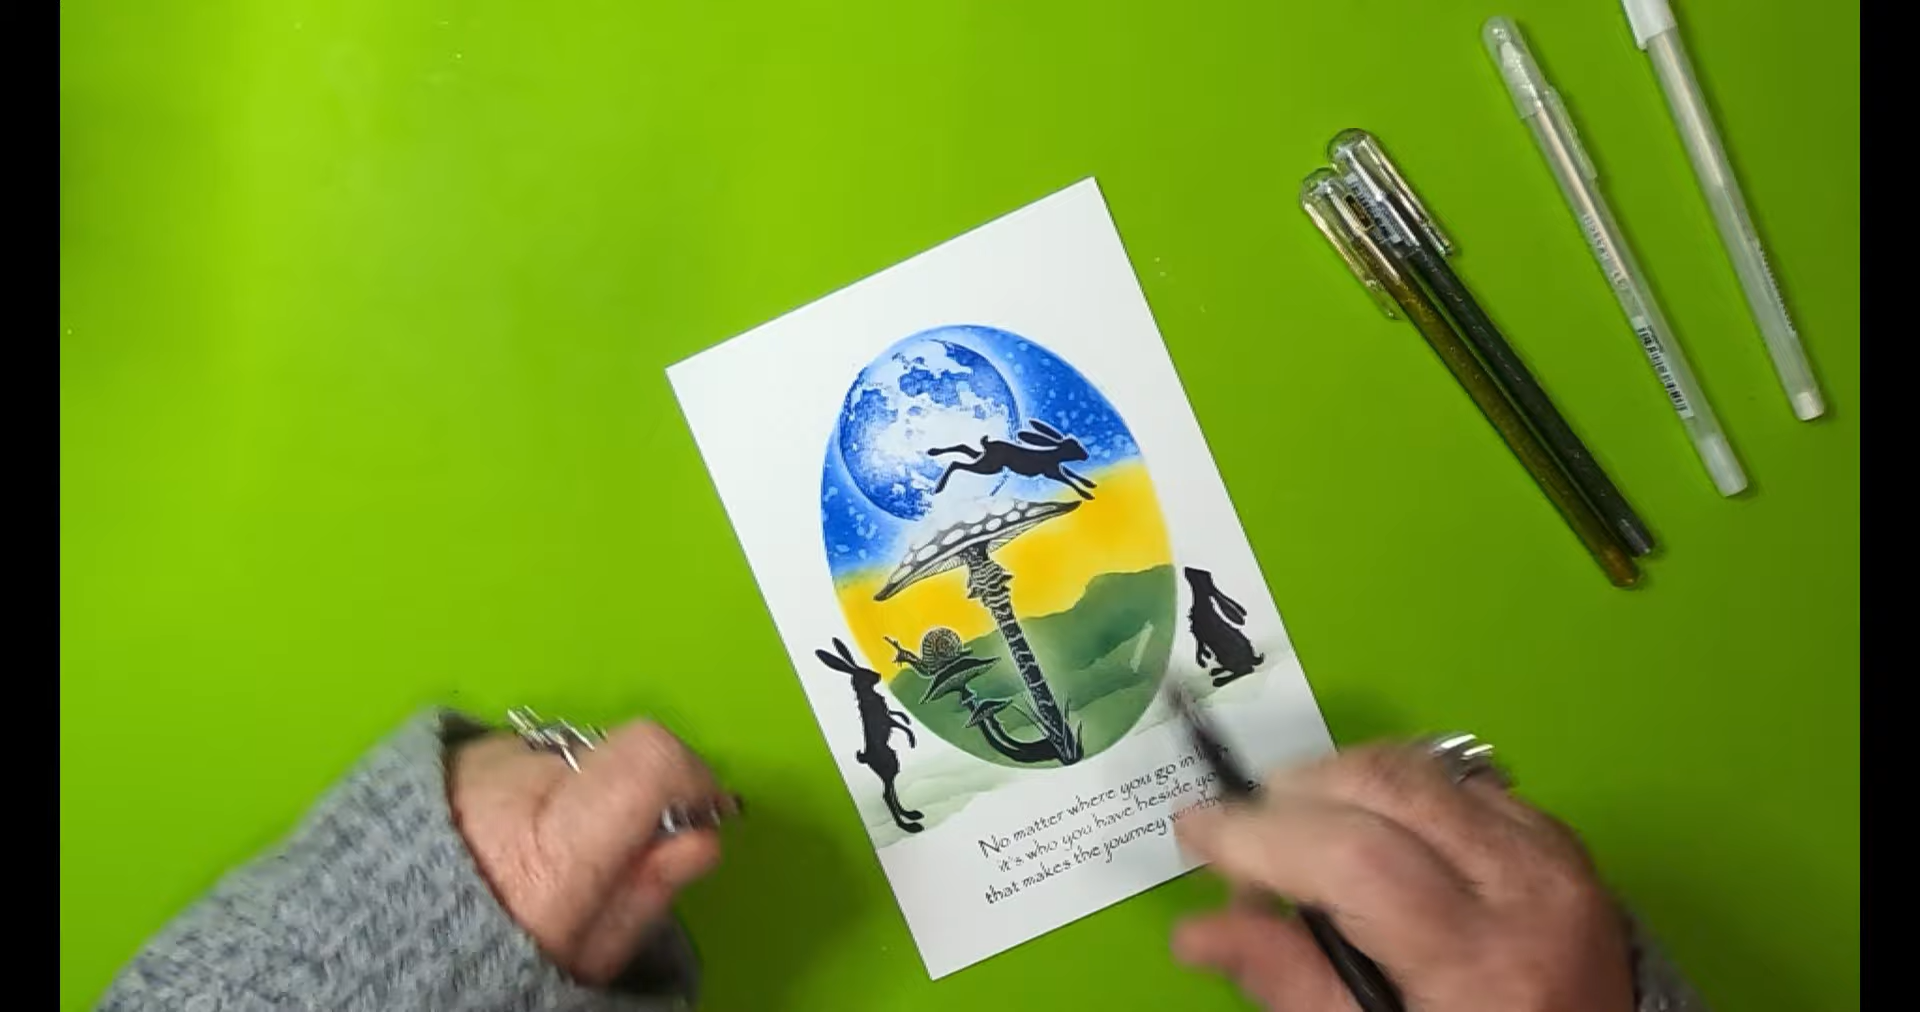 No matter where you go in
it's who you have beside
that makes the journey